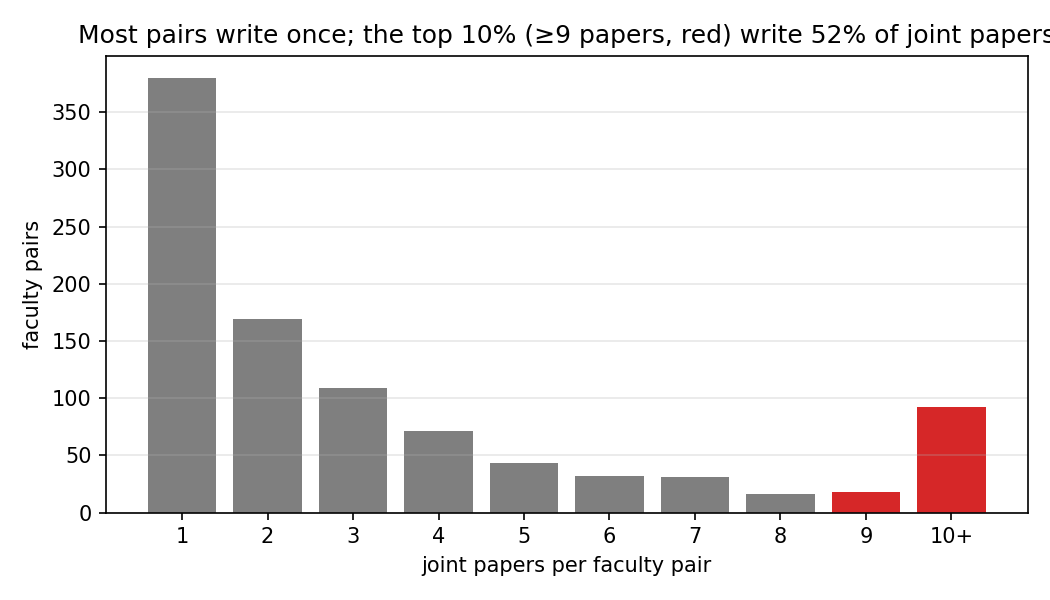 Most pairs write once; the top 10% (≥9 papers, red) write 52% of joint papers
350
300
250
200
150
100
50
0
faculty pairs
1 2 3 4 5 6 7 8 9 10+
joint papers per faculty pair